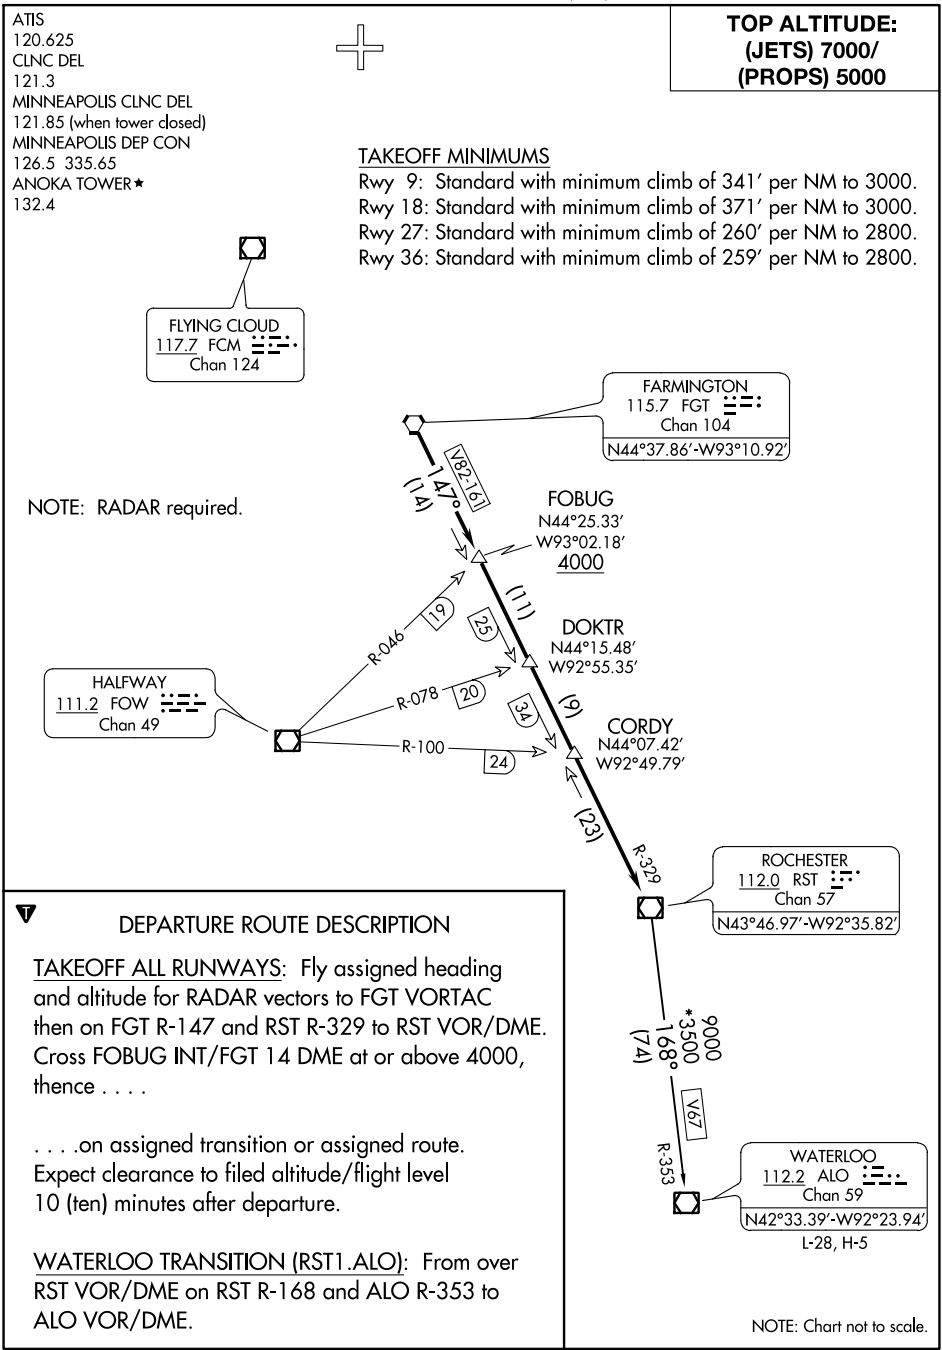 ATIS
120.625
CLNC DEL
121.3
MINNEAPOLIS CLNC DEL
121.85 (when tower closed)
MINNEAPOLIS DEP CON
126.5 335.65
ANOKA TOWER★
132.4
TOP ALTITUDE:
(JETS) 7000/
(PROPS) 5000
TAKEOFF MINIMUMS
Rwy 9: Standard with minimum climb of 341′ per NM to 3000.
Rwy 18: Standard with minimum climb of 371′ per NM to 3000.
Rwy 27: Standard with minimum climb of 260′ per NM to 2800.
Rwy 36: Standard with minimum climb of 259′ per NM to 2800.
FLYING CLOUD
117.7 FCM
Chan 124
FARMINGTON
115.7 FGT
Chan 104
N44°37.86′-W93°10.92′
V82-161
147°
(14)
NOTE: RADAR required.
FOBUG
N44°25.33′
W93°02.18′
4000
(11)
19
R-046
25
DOKTR
N44°15.48′
W92°55.35′
HALFWAY
111.2 FOW
Chan 49
R-078
20
34
(9)
CORDY
N44°07.42′
W92°49.79′
R-100
24
(23)
R-329
ROCHESTER
112.0 RST
Chan 57
N43°46.97′-W92°35.82′
9000
*3500
168°
(74)
V67
R-353
WATERLOO
112.2 ALO
Chan 59
N42°33.39′-W92°23.94′
L-28, H-5
T
DEPARTURE ROUTE DESCRIPTION
TAKEOFF ALL RUNWAYS: Fly assigned heading
and altitude for RADAR vectors to FGT VORTAC
then on FGT R-147 and RST R-329 to RST VOR/DME.
Cross FOBUG INT/FGT 14 DME at or above 4000,
thence . . . .
. . . .on assigned transition or assigned route.
Expect clearance to filed altitude/flight level
10 (ten) minutes after departure.
WATERLOO TRANSITION (RST1.ALO): From over
RST VOR/DME on RST R-168 and ALO R-353 to
ALO VOR/DME.
NOTE: Chart not to scale.